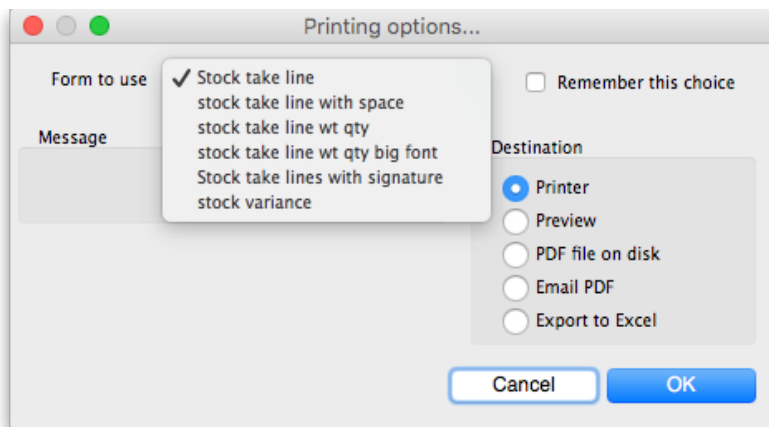 Printing options...
Form to use
Stock take line
stock take line with space
stock take line wt qty
stock take line wt qty big font
Stock take lines with signature
stock variance
Remember this choice
Message
Destination
Printer
Preview
PDF file on disk
Email PDF
Export to Excel
Cancel
OK